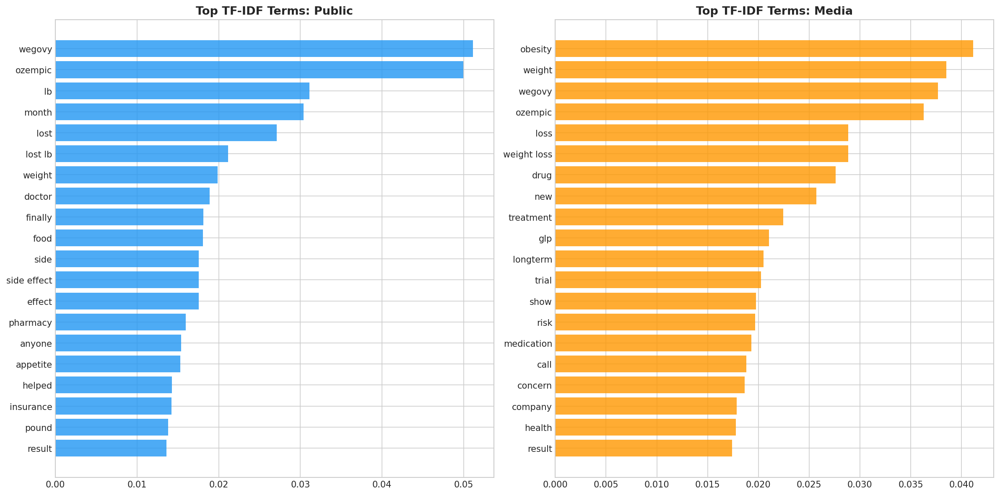 Top TF-IDF Terms: Public
wegovy
ozempic
lb
month
lost
lost lb
weight
doctor
finally
food
side
side effect
effect
pharmacy
anyone
appetite
helped
insurance
pound
result
0.00 0.01 0.02 0.03 0.04 0.05
Top TF-IDF Terms: Media
obesity
weight
wegovy
ozempic
loss
weight loss
drug
new
treatment
glp
longterm
trial
show
risk
medication
call
concern
company
health
result
0.000 0.005 0.010 0.015 0.020 0.025 0.030 0.035 0.040